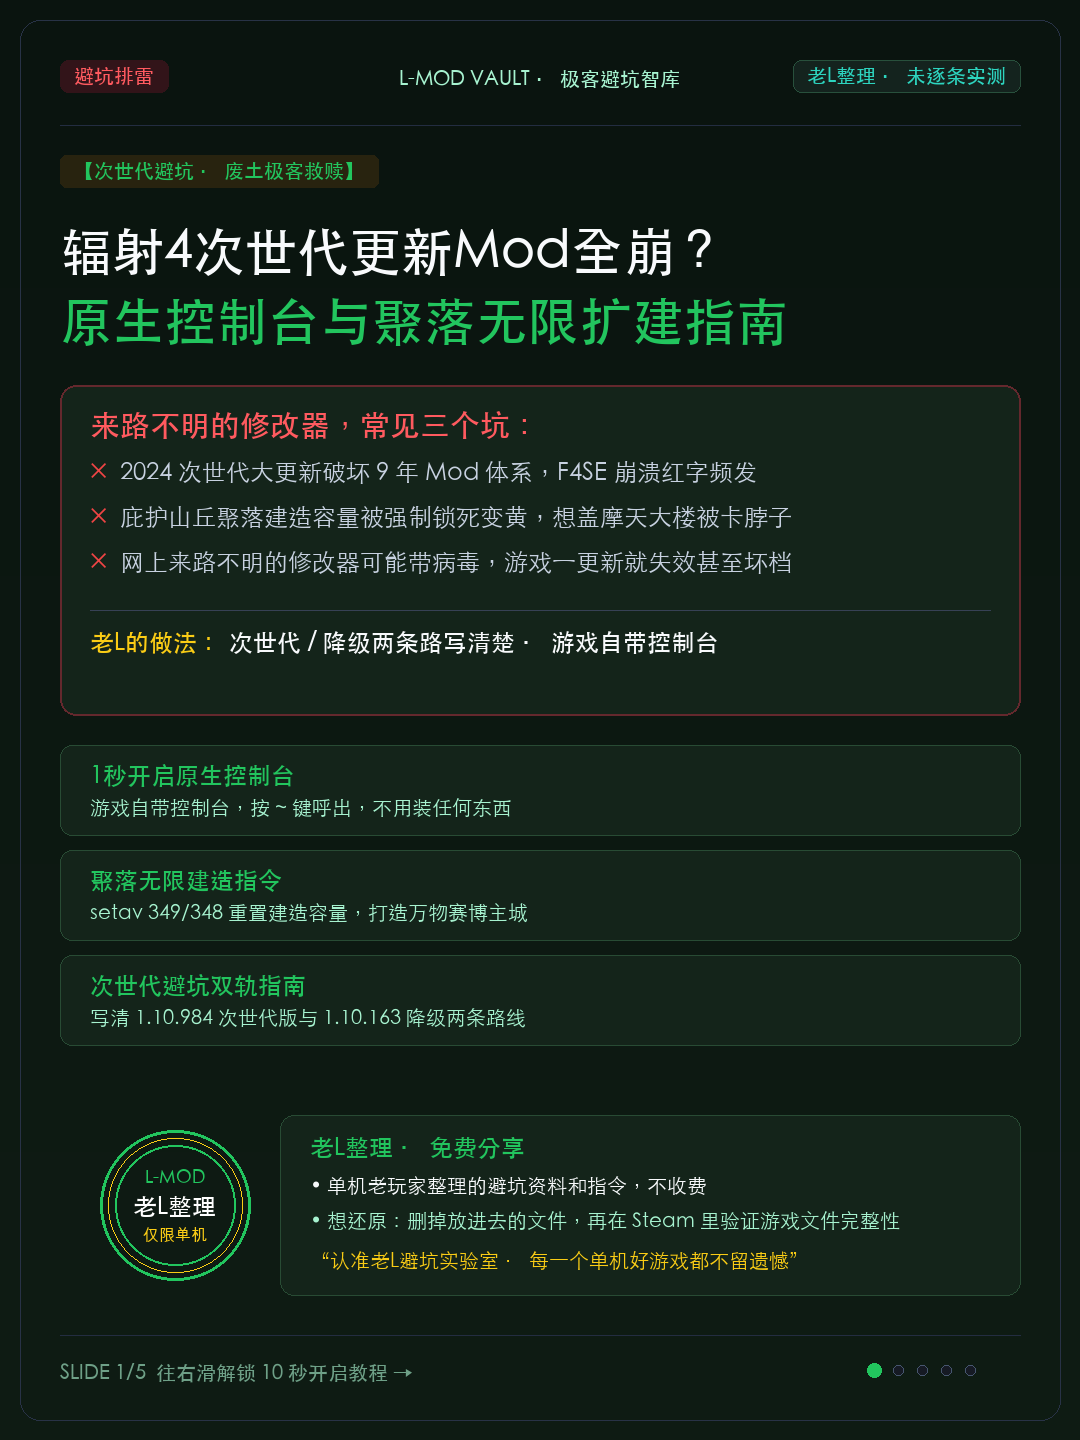 避坑排雷
L-MOD VAULT · 极客避坑智库
老L整理 · 未逐条实测
【次世代避坑 · 废土极客救赎】
辐射4次世代更新Mod全崩？
原生控制台与聚落无限扩建指南
来路不明的修改器，常见三个坑：
× 2024 次世代大更新破坏 9 年 Mod 体系，F4SE 崩溃红字频发
× 庇护山丘聚落建造容量被强制锁死变黄，想盖摩天大楼被卡脖子
× 网上来路不明的修改器可能带病毒，游戏一更新就失效甚至坏档
老L的做法： 次世代 / 降级两条路写清楚 · 游戏自带控制台
1秒开启原生控制台
游戏自带控制台，按 ~ 键呼出，不用装任何东西
聚落无限建造指令
setav 349/348 重置建造容量，打造万物赛博主城
次世代避坑双轨指南
写清 1.10.984 次世代版与 1.10.163 降级两条路线
L-MOD
老L整理
仅限单机
老L整理 · 免费分享
• 单机老玩家整理的避坑资料和指令，不收费
• 想还原：删掉放进去的文件，再在 Steam 里验证游戏文件完整性
“认准老L避坑实验室 · 每一个单机好游戏都不留遗憾”
SLIDE 1/5 往右滑解锁 10 秒开启教程 →